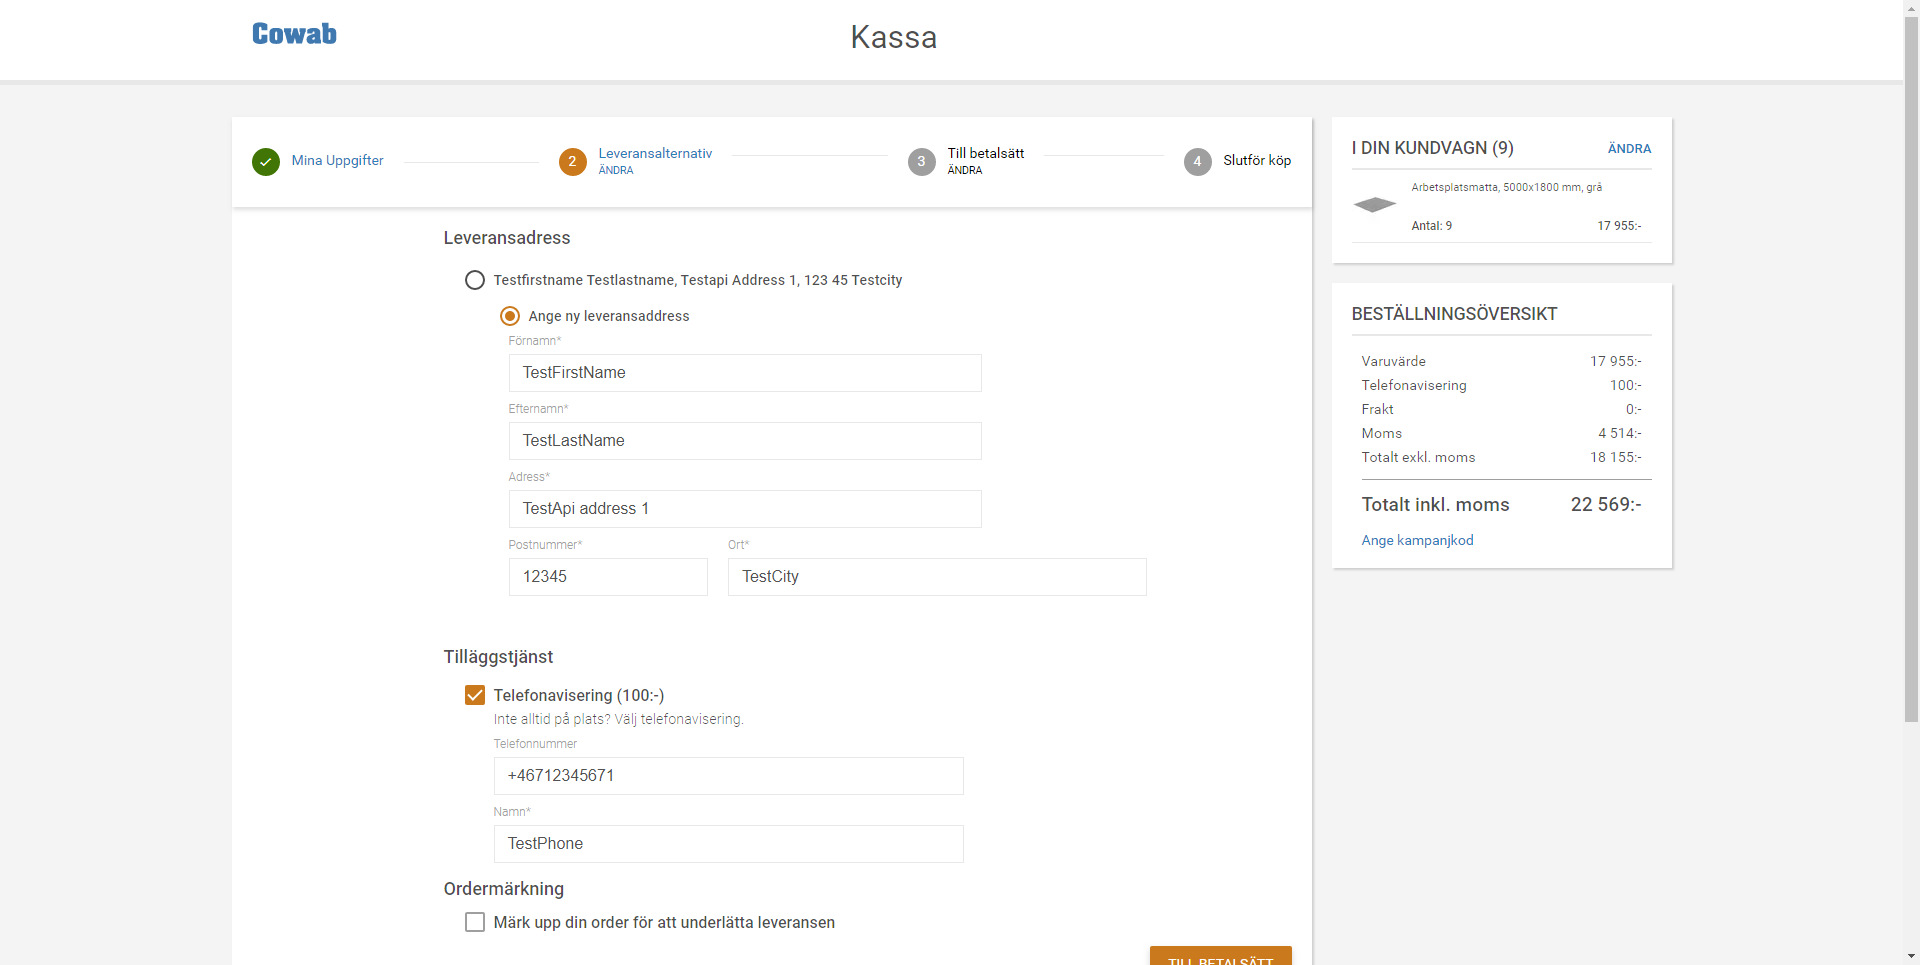 Cowab
Kassa
Mina Uppgifter
2
Leveransalternativ
ÄNDRA
3
Till betalsätt
ÄNDRA
4
Slutför köp
Leveransadress
Testfirstname Testlastname, Testapi Address 1, 123 45 Testcity
Ange ny leveransaddress
Förnamn*
TestFirstName
Efternamn*
TestLastName
Adress*
TestApi address 1
Postnummer* Ort*
12345 TestCity
Tilläggstjänst
Telefonavisering (100:-)
Inte alltid på plats? Välj telefonavisering.
Telefonnummer
+46712345671
Namn*
TestPhone
Ordermärkning
Märk upp din order för att underlätta leveransen
TILL BETALSÄTT
I DIN KUNDVAGN (9) ÄNDRA
Arbetsplatsmatta, 5000x1800 mm, grå
Antal: 9 17 955:-
BESTÄLLNINGSÖVERSIKT
Varuvärde 17 955:-
Telefonavisering 100:-
Frakt 0:-
Moms 4 514:-
Totalt exkl. moms 18 155:-
Totalt inkl. moms 22 569:-
Ange kampanjkod